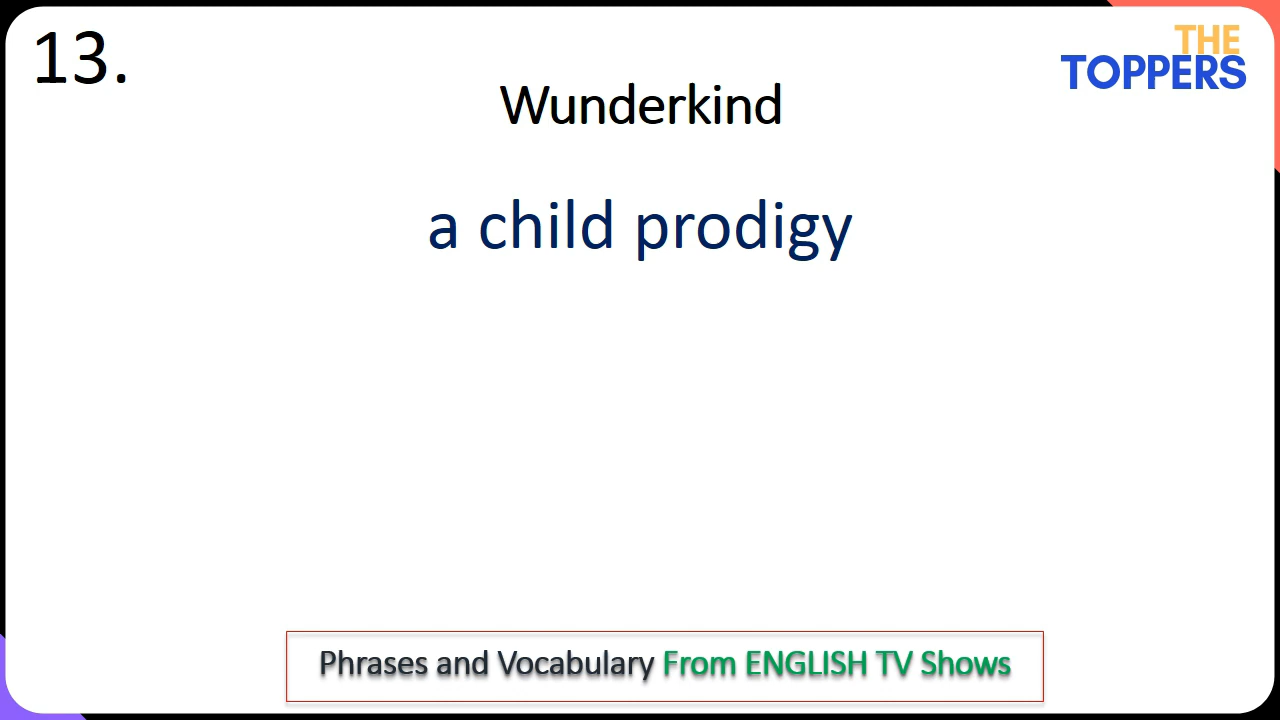 13.
THE
TOPPERS
Wunderkind
a child prodigy
Phrases and Vocabulary From ENGLISH TV Shows